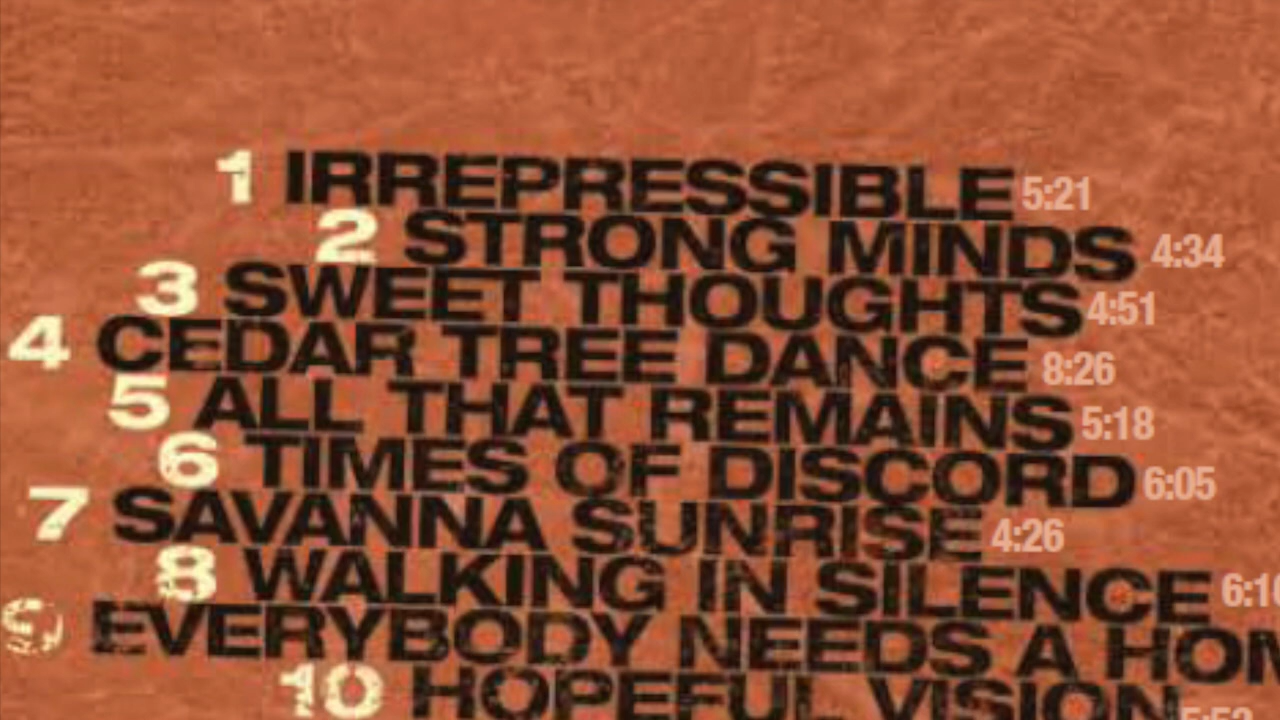 1 IRREPRESSIBLE 5:21
2 STRONG MINDS 4:34
3 SWEET THOUGHTS 4:51
4 CEDAR TREE DANCE 8:26
5 ALL THAT REMAINS 5:18
6 TIMES OF DISCORD 6:05
7 SAVANNA SUNRISE 4:26
8 WALKING IN SILENCE
9 EVERYBODY NEEDS A
10 HOPEFUL VISION